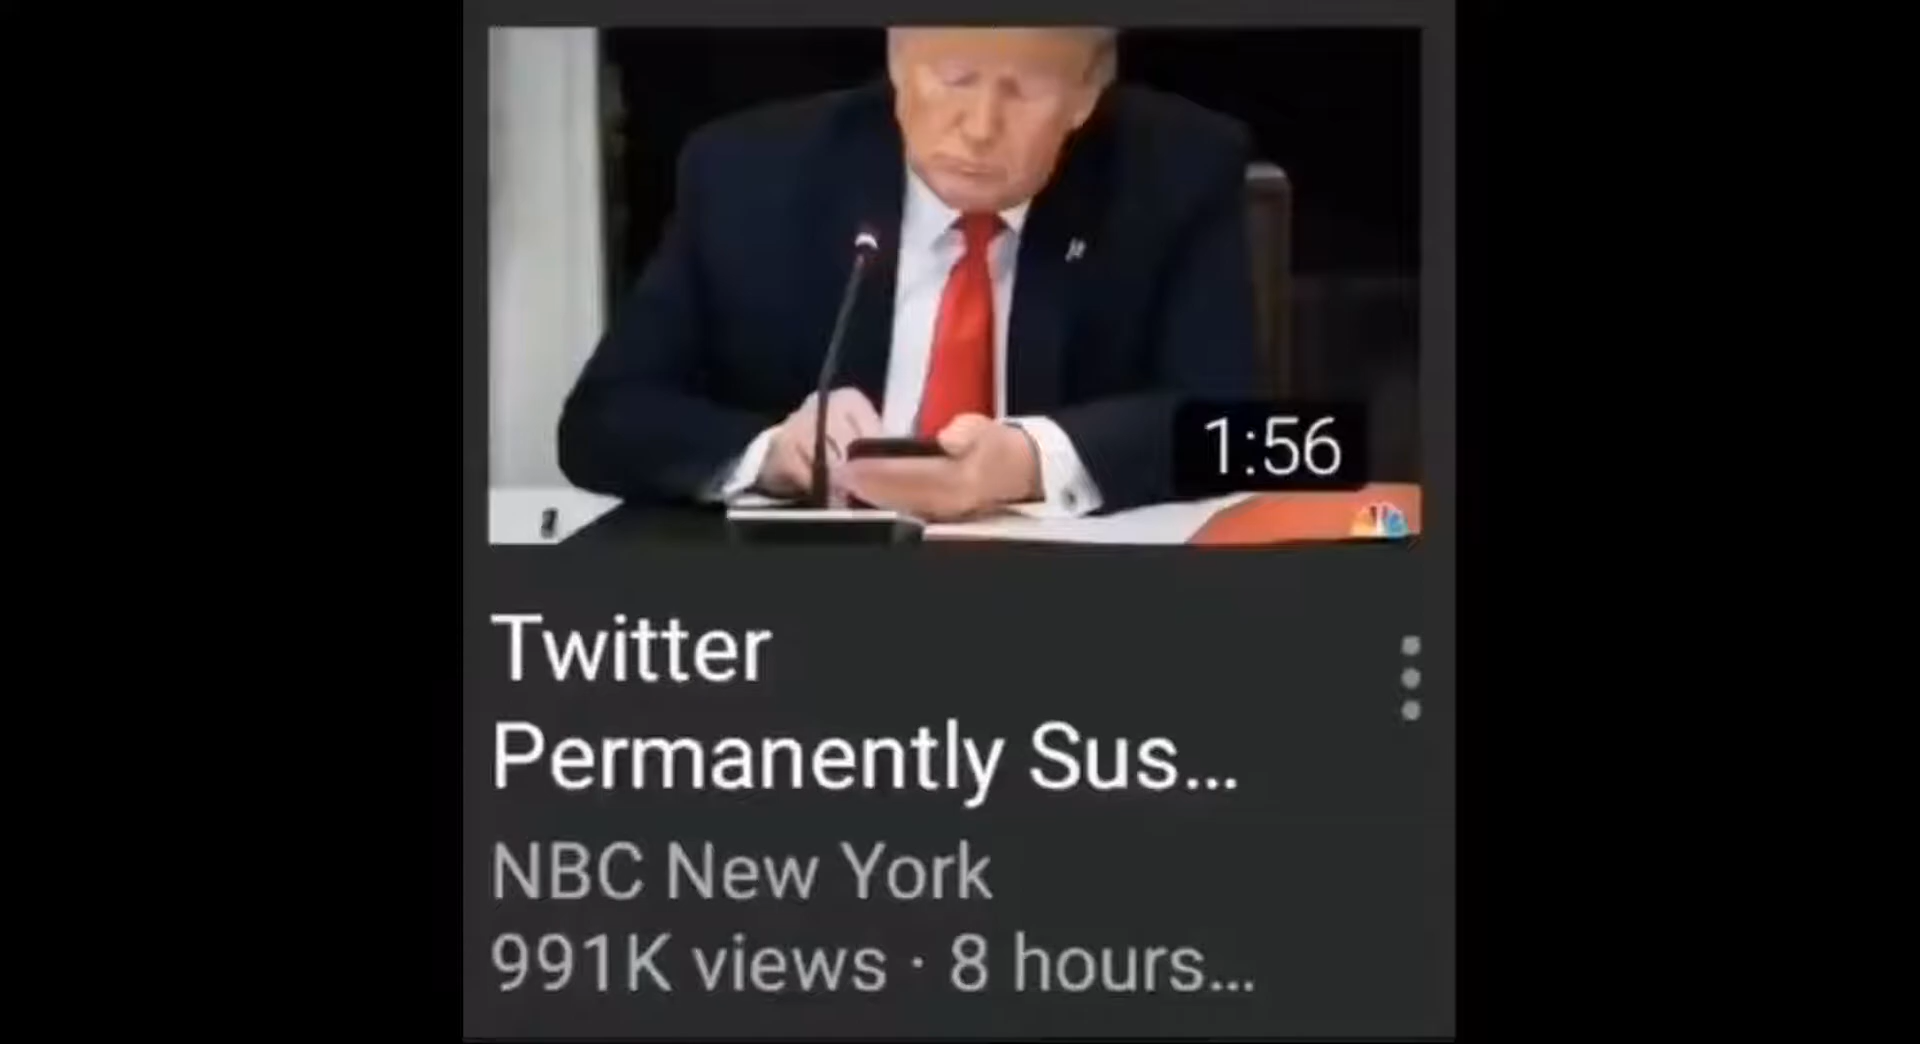 1:56
Twitter
Permanently Sus...
NBC New York
991K views · 8 hours...